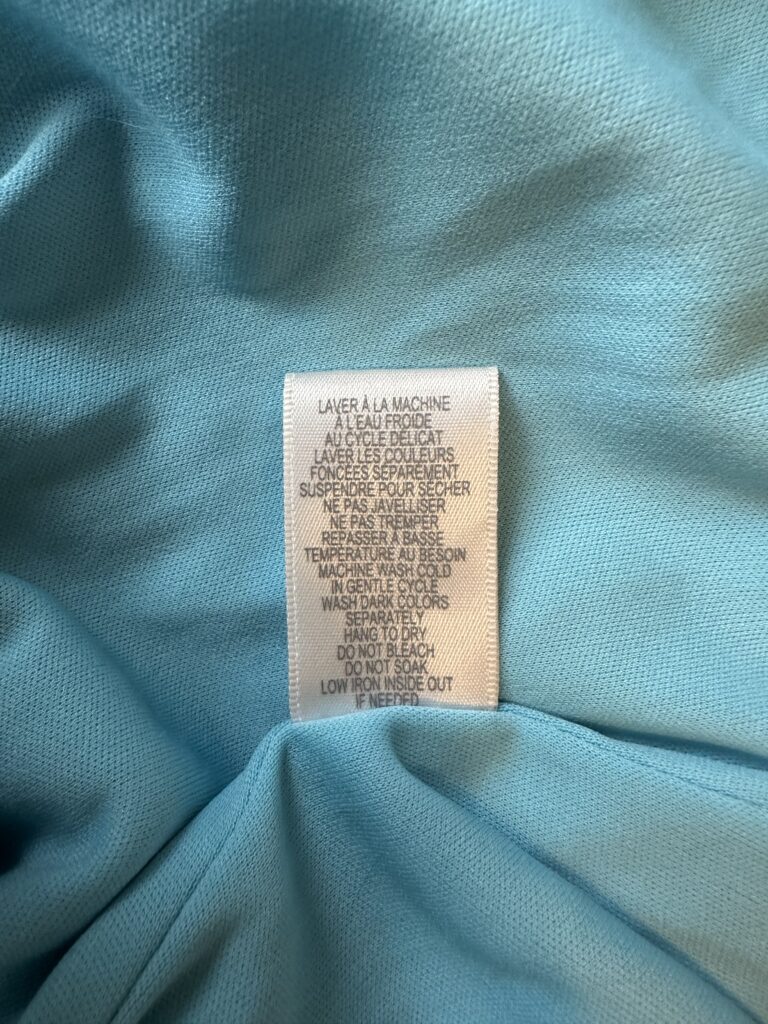 LAVER À LA MACHINE
À L'EAU FROIDE
AU CYCLE DÉLICAT
LAVER LES COULEURS
FONCÉES SÉPARÉMENT
SUSPENDRE POUR SÉCHER
NE PAS JAVELLISER
NE PAS TREMPER
REPASSER À BASSE
TEMPÉRATURE AU BESOIN
MACHINE WASH COLD
IN GENTLE CYCLE
WASH DARK COLORS
SEPARATELY
HANG TO DRY
DO NOT BLEACH
DO NOT SOAK
LOW IRON INSIDE OUT
IF NEEDED